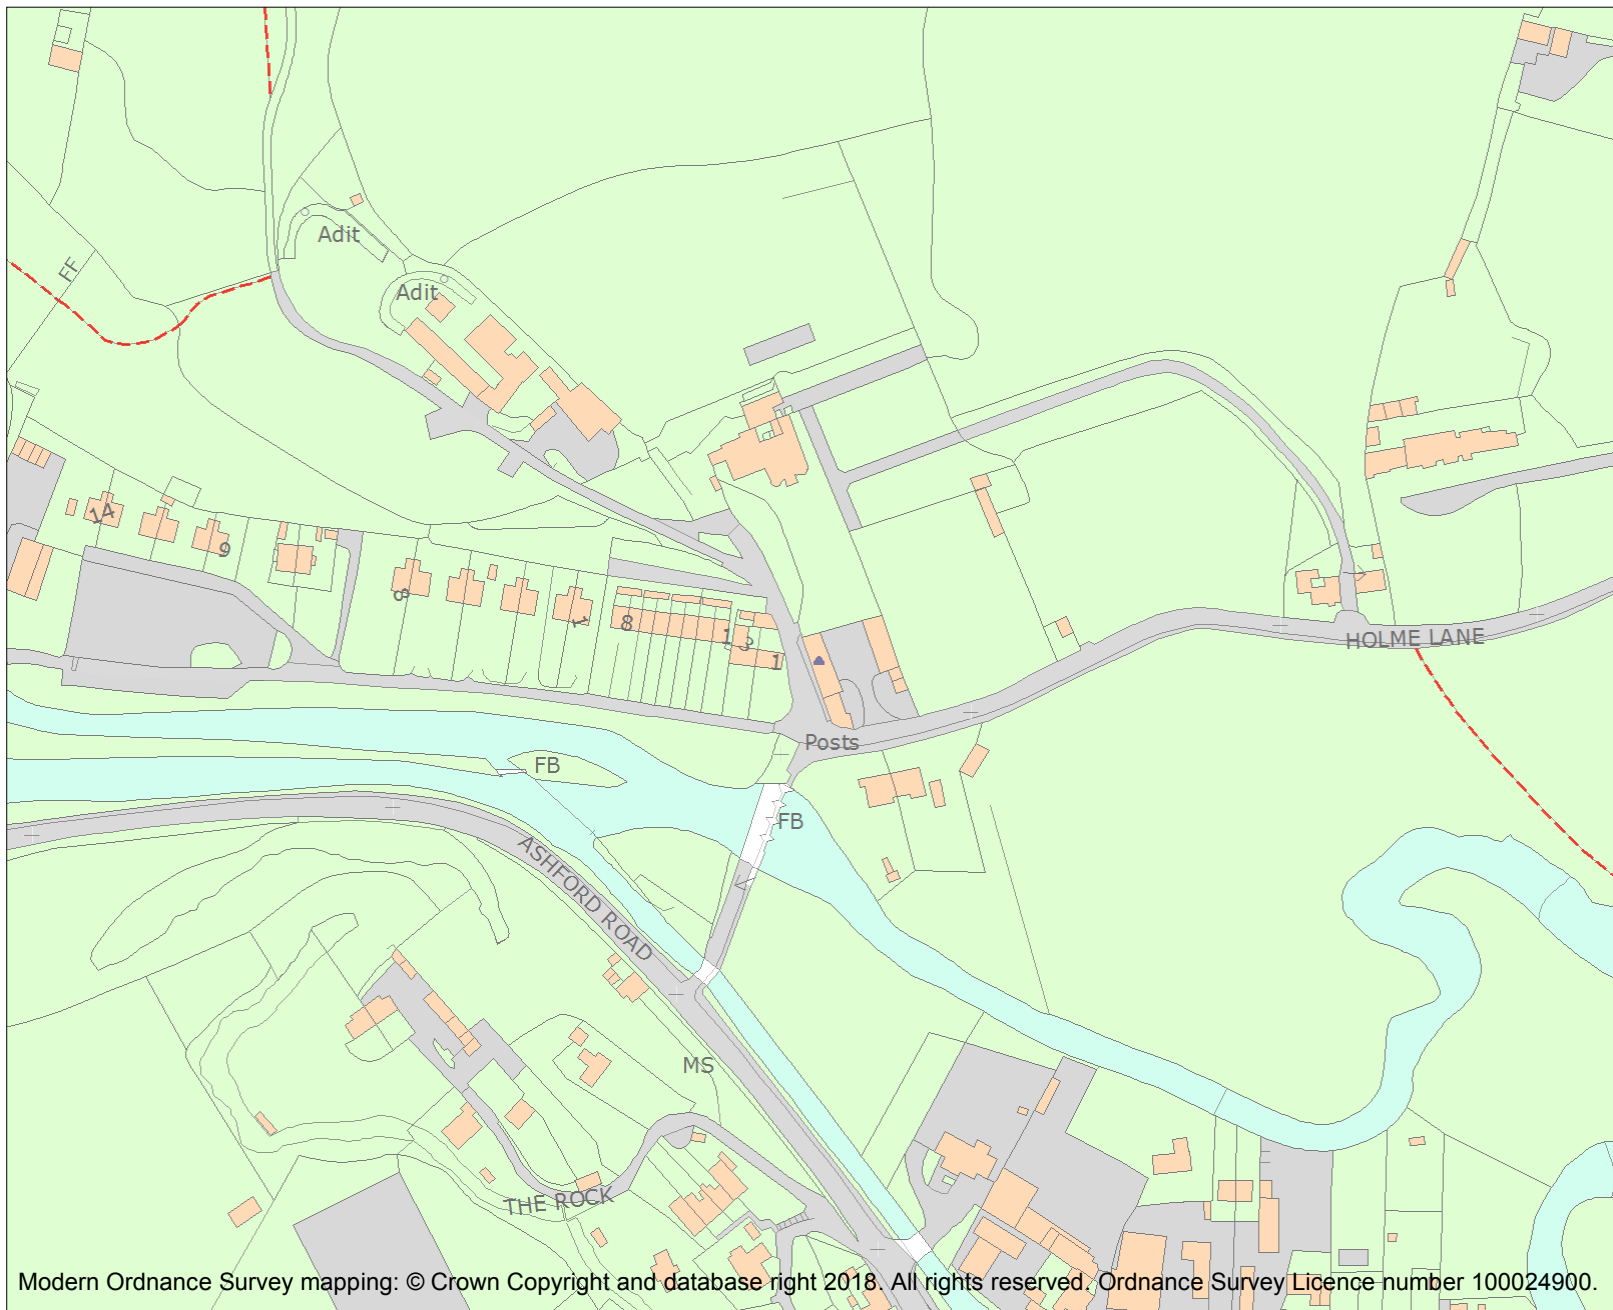 Adit
FF
Adit
14
9
8
1
8
1
3
1
HOLME LANE
Posts
FB
FB
ASHFORD ROAD
MS
THE ROCK
Modern Ordnance Survey mapping: © Crown Copyright and database right 2018. All rights reserved. Ordnance Survey Licence number 100024900.